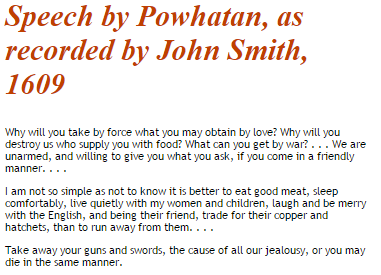 Speech by Powhatan, as
recorded by John Smith,
1609
Why will you take by force what you may obtain by love? Why will you
destroy us who supply you with food? What can you get by war? . . . We are
unarmed, and willing to give you what you ask, if you come in a friendly
manner. . . .
I am not so simple as not to know it is better to eat good meat, sleep
comfortably, live quietly with my women and children, laugh and be merry
with the English, and being their friend, trade for their copper and
hatchets, than to run away from them. . . .
Take away your guns and swords, the cause of all our jealousy, or you may
die in the same manner.